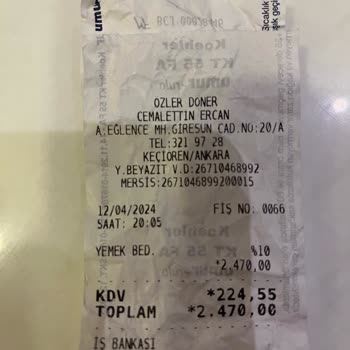 OZLER DONER
CEMALETTIN ERCAN
A.EGLENCE MH.GIRESUN CAD.NO:20/A
TEL:321 97 28
KEÇIOREN/ANKARA
Y.BEYAZIT V.D:26710468992
MERSIS:2671046899200015
12/04/2024 FİŞ NO: 0066
SAAT: 20:05
YEMEK BED. %10
*2.470,00
KDV *224,55
TOPLAM *2.470,00
İŞ BANKASI